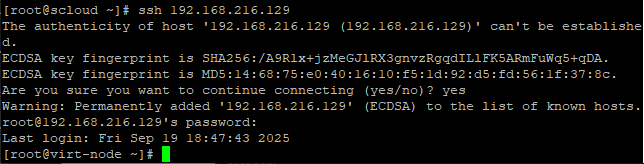 [root@scloud ~]# ssh 192.168.216.129
The authenticity of host '192.168.216.129 (192.168.216.129)' can't be establishe
d.
ECDSA key fingerprint is SHA256:/A9Rlx+jzMeGJlRX3gnvzRgqdILlFK5ARmFuWq5+qDA.
ECDSA key fingerprint is MD5:14:68:75:e0:40:16:10:f5:1d:92:d5:fd:56:1f:37:8c.
Are you sure you want to continue connecting (yes/no)? yes
Warning: Permanently added '192.168.216.129' (ECDSA) to the list of known hosts.
root@192.168.216.129's password:
Last login: Fri Sep 19 18:47:43 2025
[root@virt-node ~]#